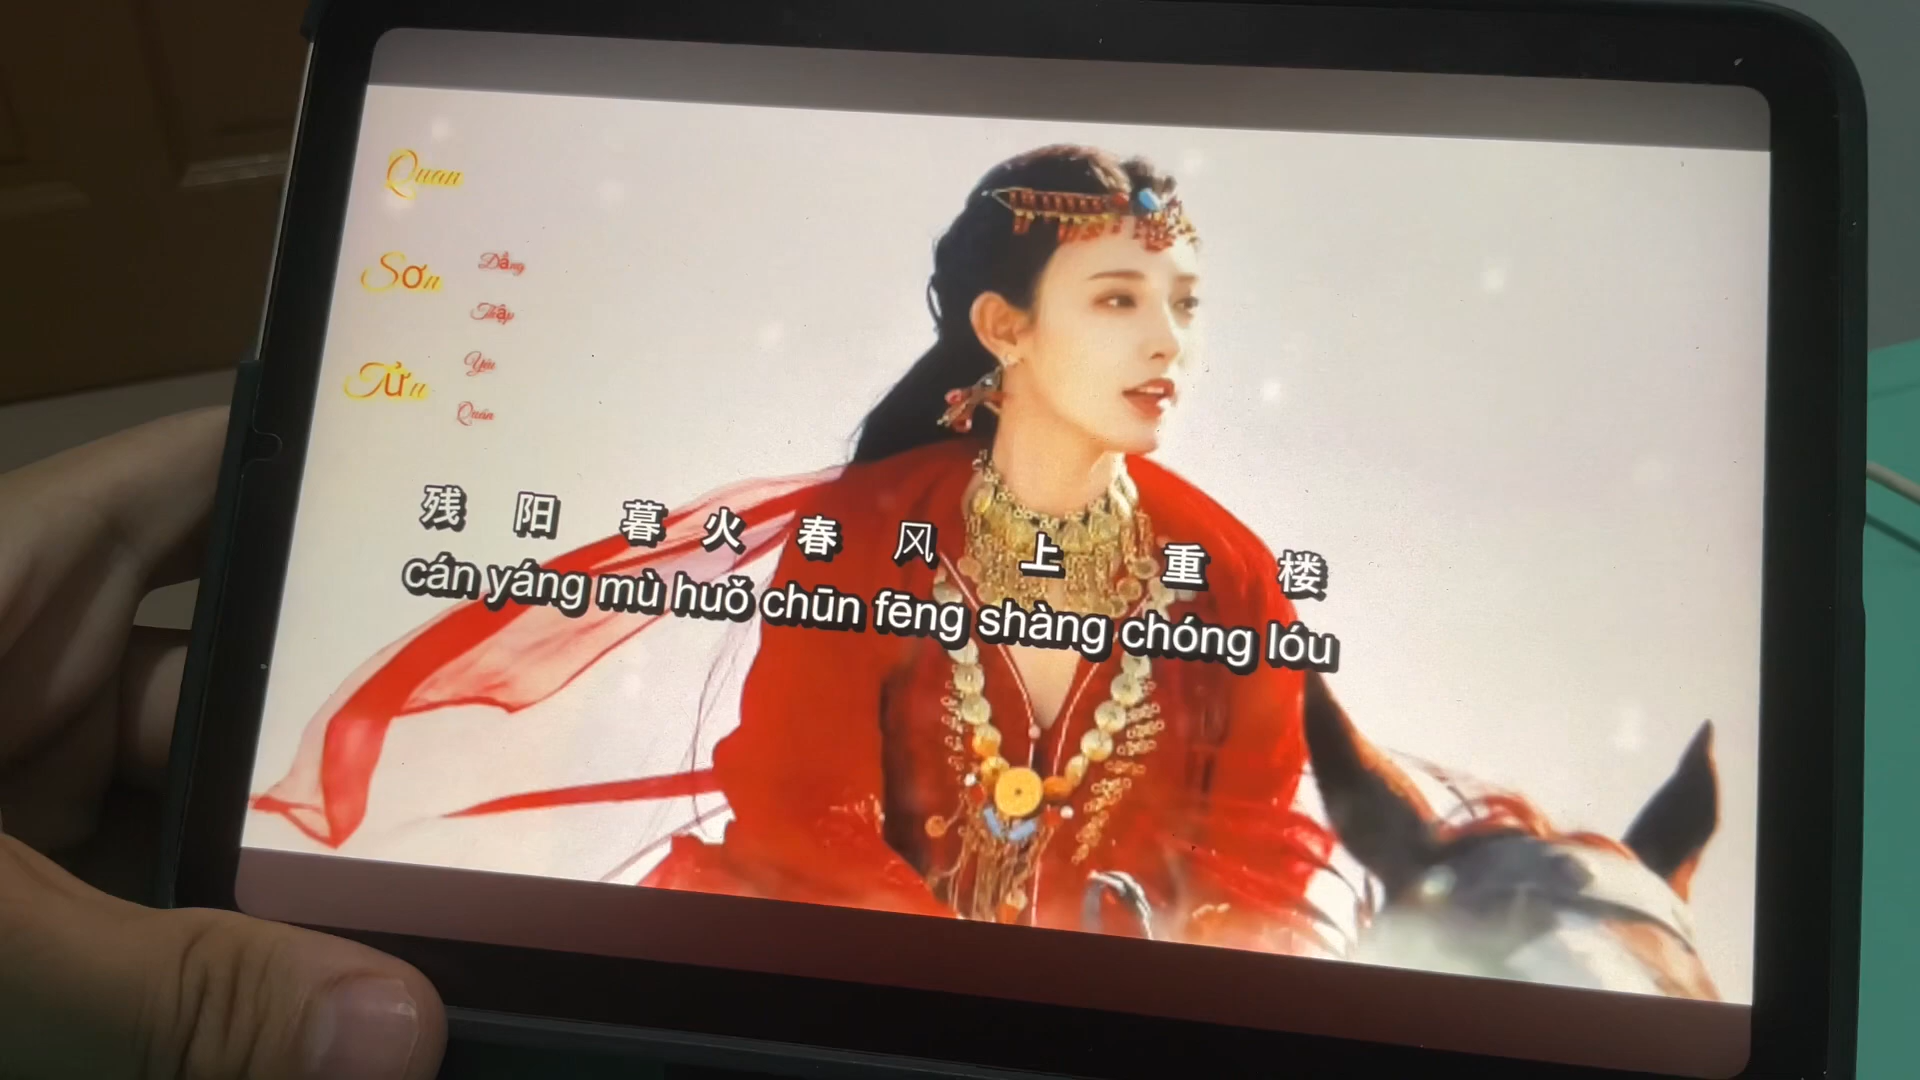 Quan
Sơn
Tửu
Đẳng
Thập
Yêu
Quán
残 阳 暮 火 春 风 上 重 楼
cán yáng mù huǒ chūn fēng shàng chóng lóu